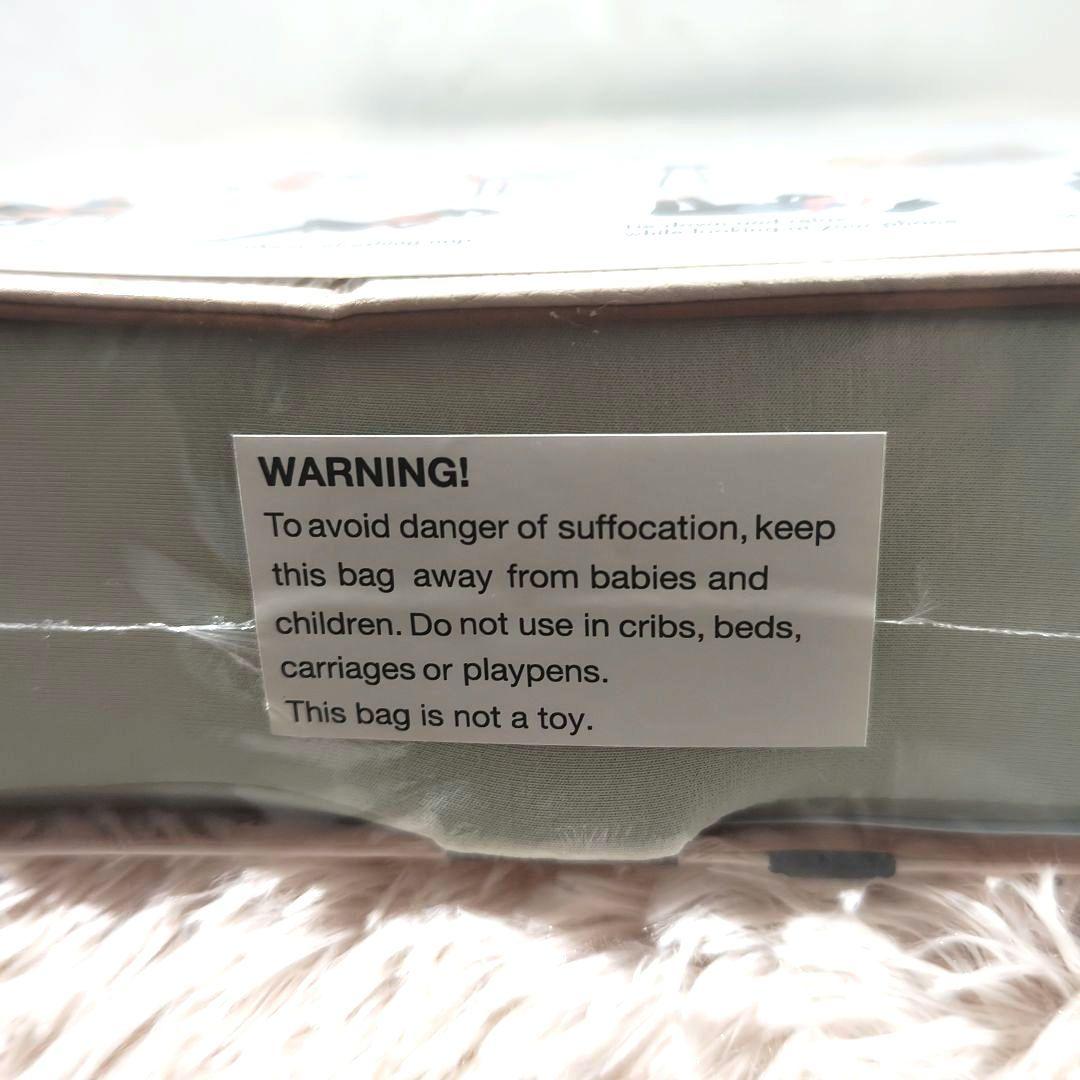 WARNING!
To avoid danger of suffocation, keep
this bag away from babies and
children. Do not use in cribs, beds,
carriages or playpens.
This bag is not a toy.